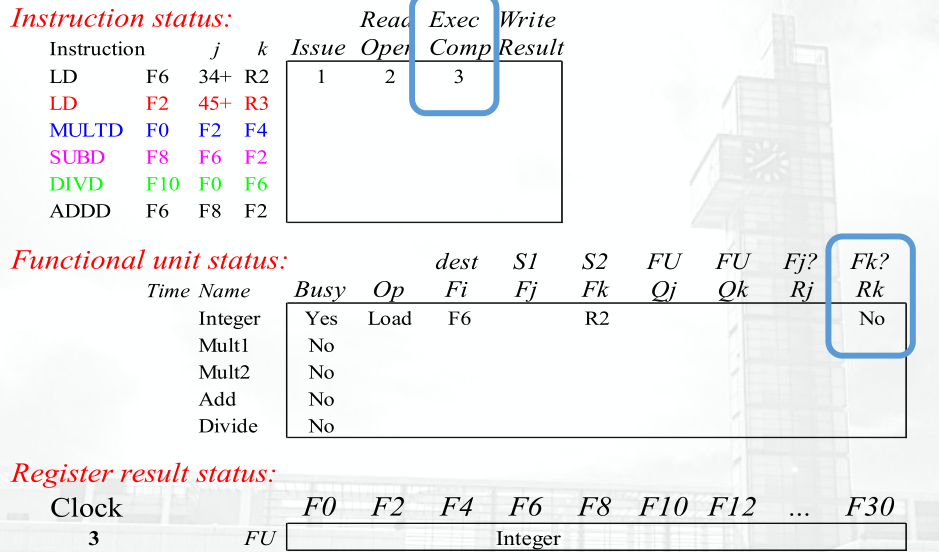 Instruction status: Read Exec Write
Instruction j k Issue Oper Comp Result
LD F6 34+ R2 1 2 3
LD F2 45+ R3
MULTD F0 F2 F4
SUBD F8 F6 F2
DIVD F10 F0 F6
ADDD F6 F8 F2
Functional unit status: dest S1 S2 FU FU Fj? Fk?
Time Name Busy Op Fi Fj Fk Qj Qk Rj Rk
Integer Yes Load F6 R2 No
Mult1 No
Mult2 No
Add No
Divide No
Register result status:
Clock F0 F2 F4 F6 F8 F10 F12 ... F30
3 FU Integer